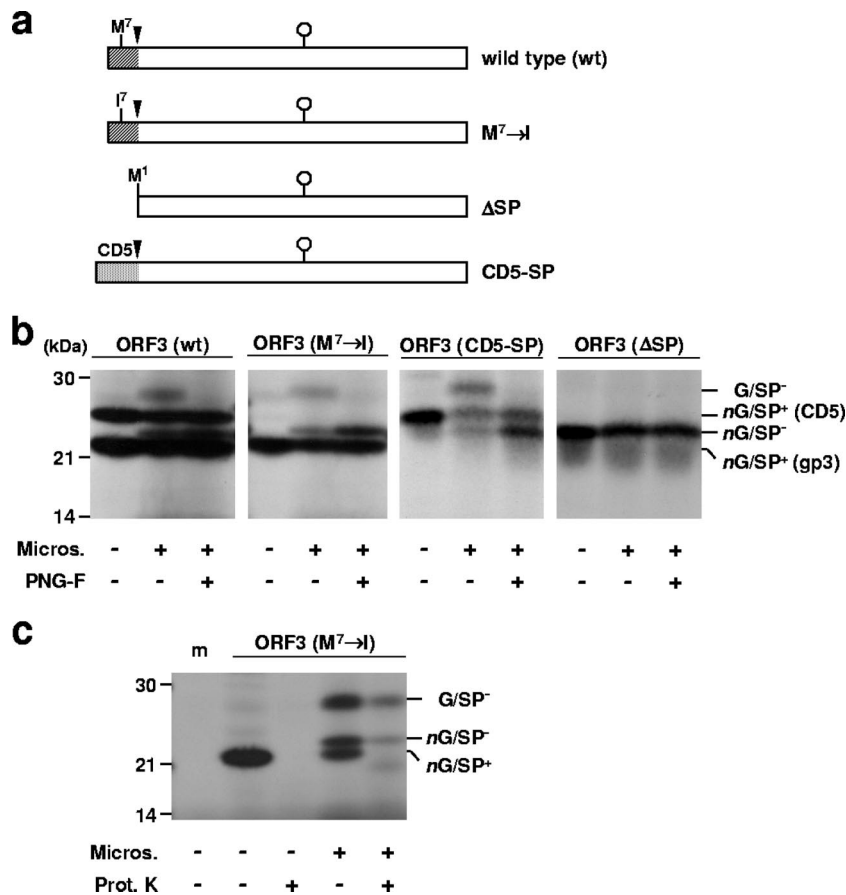 a
M⁷
wild type (wt)
I⁷
M⁷→I
M¹
ΔSP
CD5
CD5-SP
b
(kDa) ORF3 (wt) ORF3 (M⁷→I) ORF3 (CD5-SP) ORF3 (ΔSP)
30
G/SP⁻
nG/SP⁺ (CD5)
nG/SP⁻
21
nG/SP⁺ (gp3)
14
Micros. - + + - + + - + + - + +
PNG-F - - + - - + - - + - - +
c
m ORF3 (M⁷→I)
30
G/SP⁻
nG/SP⁻
21
nG/SP⁺
14
Micros. - - - + +
Prot. K - - + - +